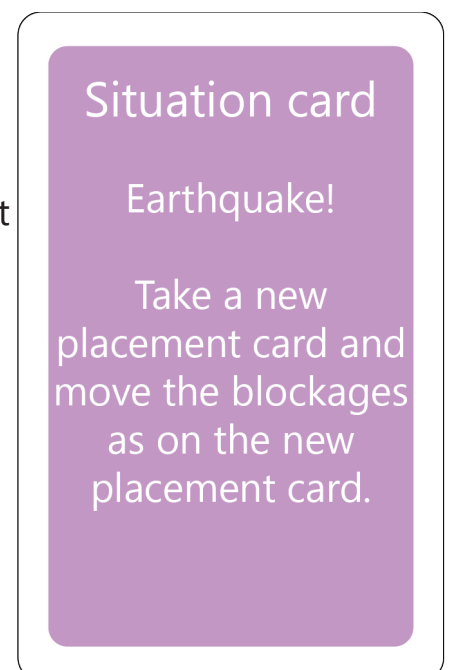 Situation card
Earthquake!
t
Take a new
placement card and
move the blockages
as on the new
placement card.